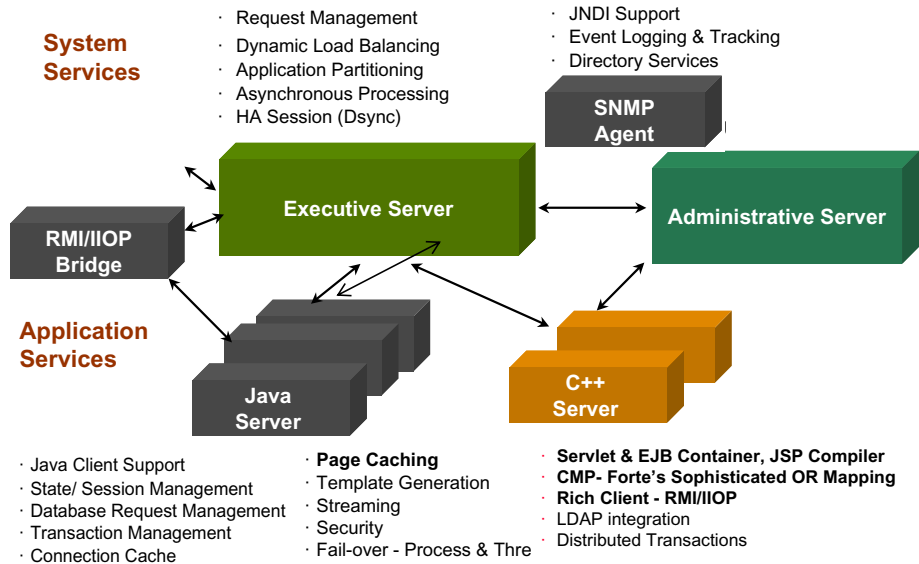 System
Services
· Request Management
· Dynamic Load Balancing
· Application Partitioning
· Asynchronous Processing
· HA Session (Dsync)
· JNDI Support
· Event Logging & Tracking
· Directory Services
SNMP
Agent
Executive Server
Administrative Server
RMI/IIOP
Bridge
Application
Services
Java
Server
C++
Server
· Java Client Support
· State/ Session Management
· Database Request Management
· Transaction Management
· Connection Cache
· Page Caching
· Template Generation
· Streaming
· Security
· Fail-over - Process & Thre
· Servlet & EJB Container, JSP Compiler
· CMP- Forte's Sophisticated OR Mapping
· Rich Client - RMI/IIOP
· LDAP integration
· Distributed Transactions